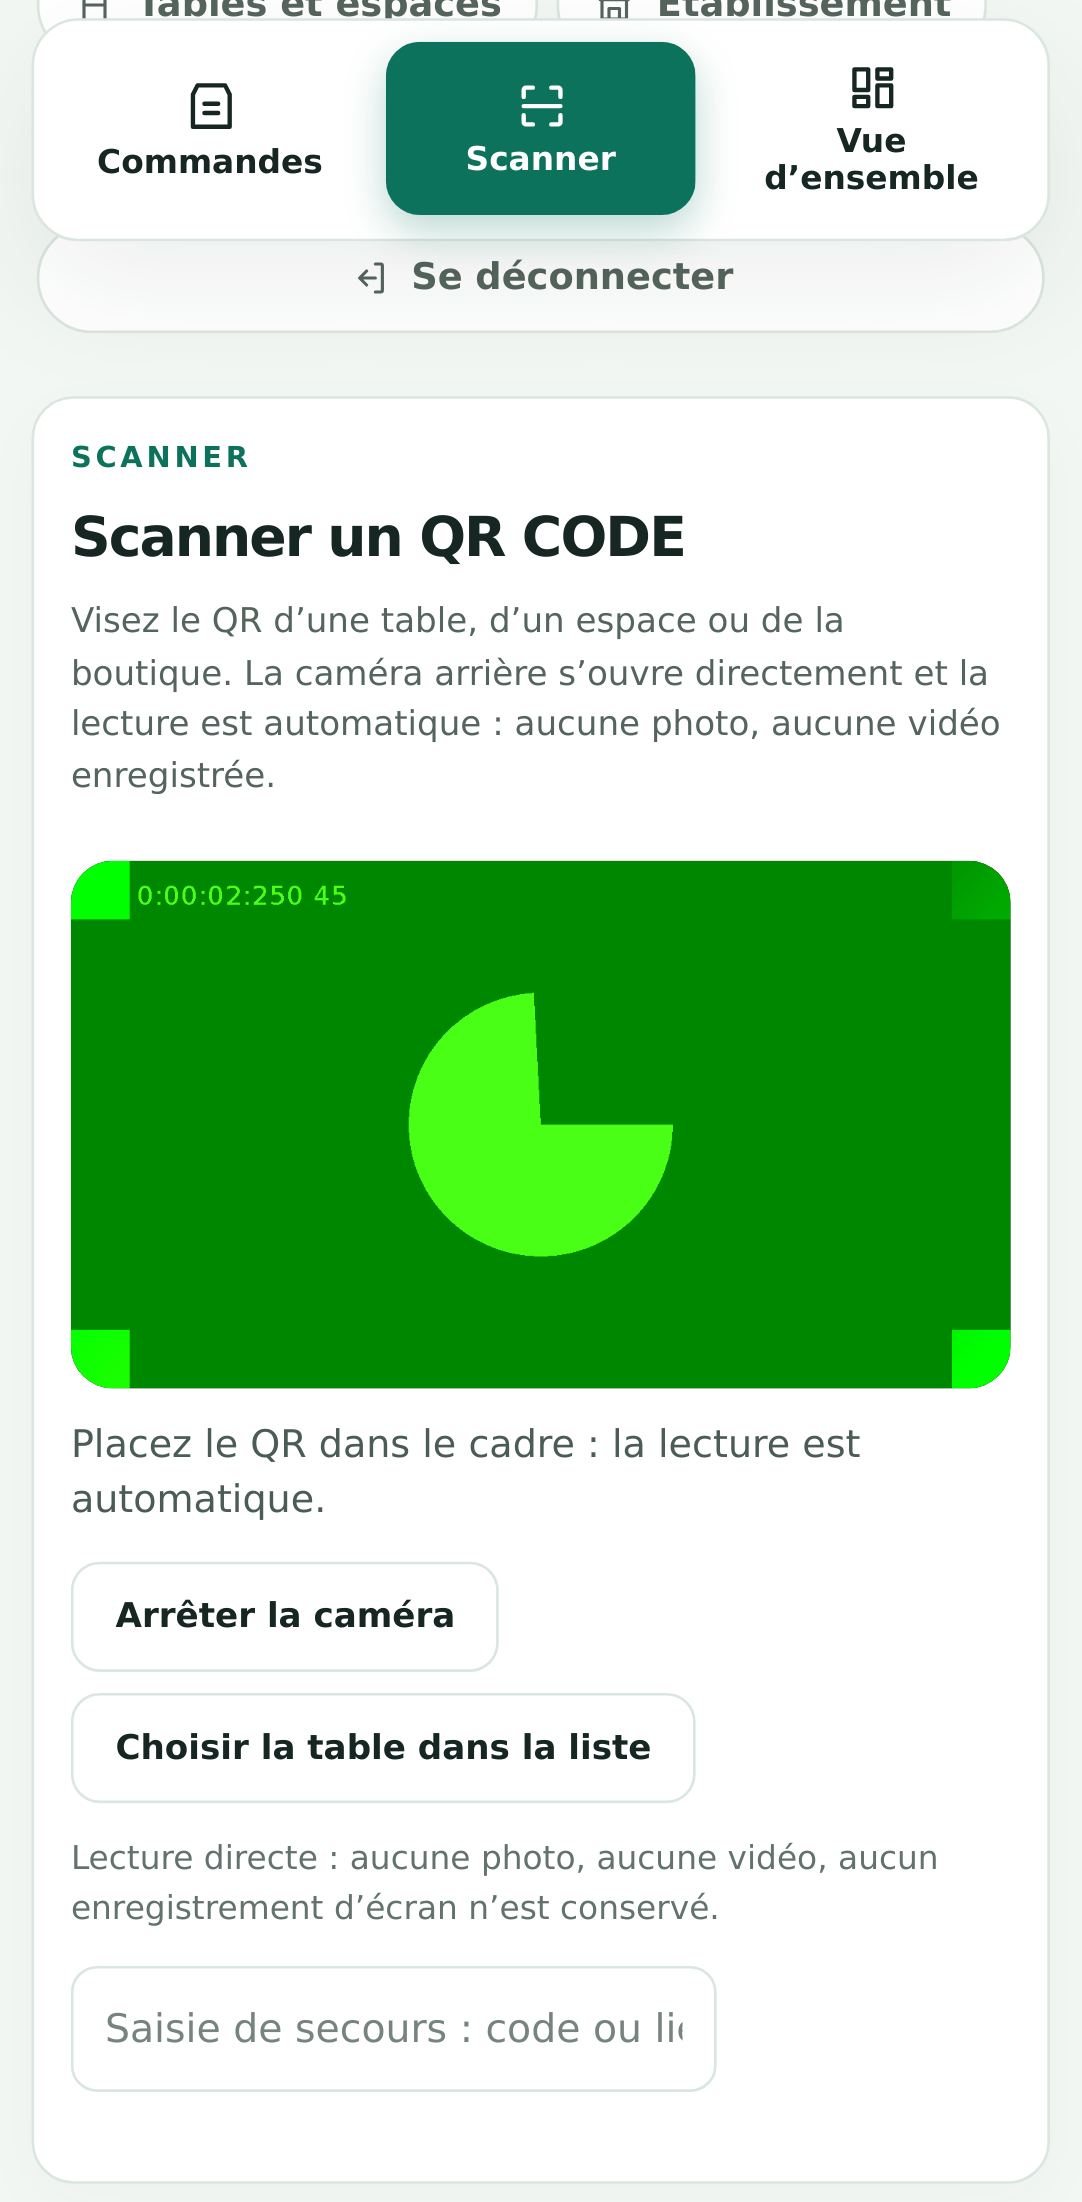 Tables et espaces
Établissement
Commandes
Scanner
Vue
d’ensemble
Se déconnecter
SCANNER
Scanner un QR CODE
Visez le QR d’une table, d’un espace ou de la
boutique. La caméra arrière s’ouvre directement et la
lecture est automatique : aucune photo, aucune vidéo
enregistrée.
0:00:02:250 45
Placez le QR dans le cadre : la lecture est
automatique.
Arrêter la caméra
Choisir la table dans la liste
Lecture directe : aucune photo, aucune vidéo, aucun
enregistrement d’écran n’est conservé.
Saisie de secours : code ou li